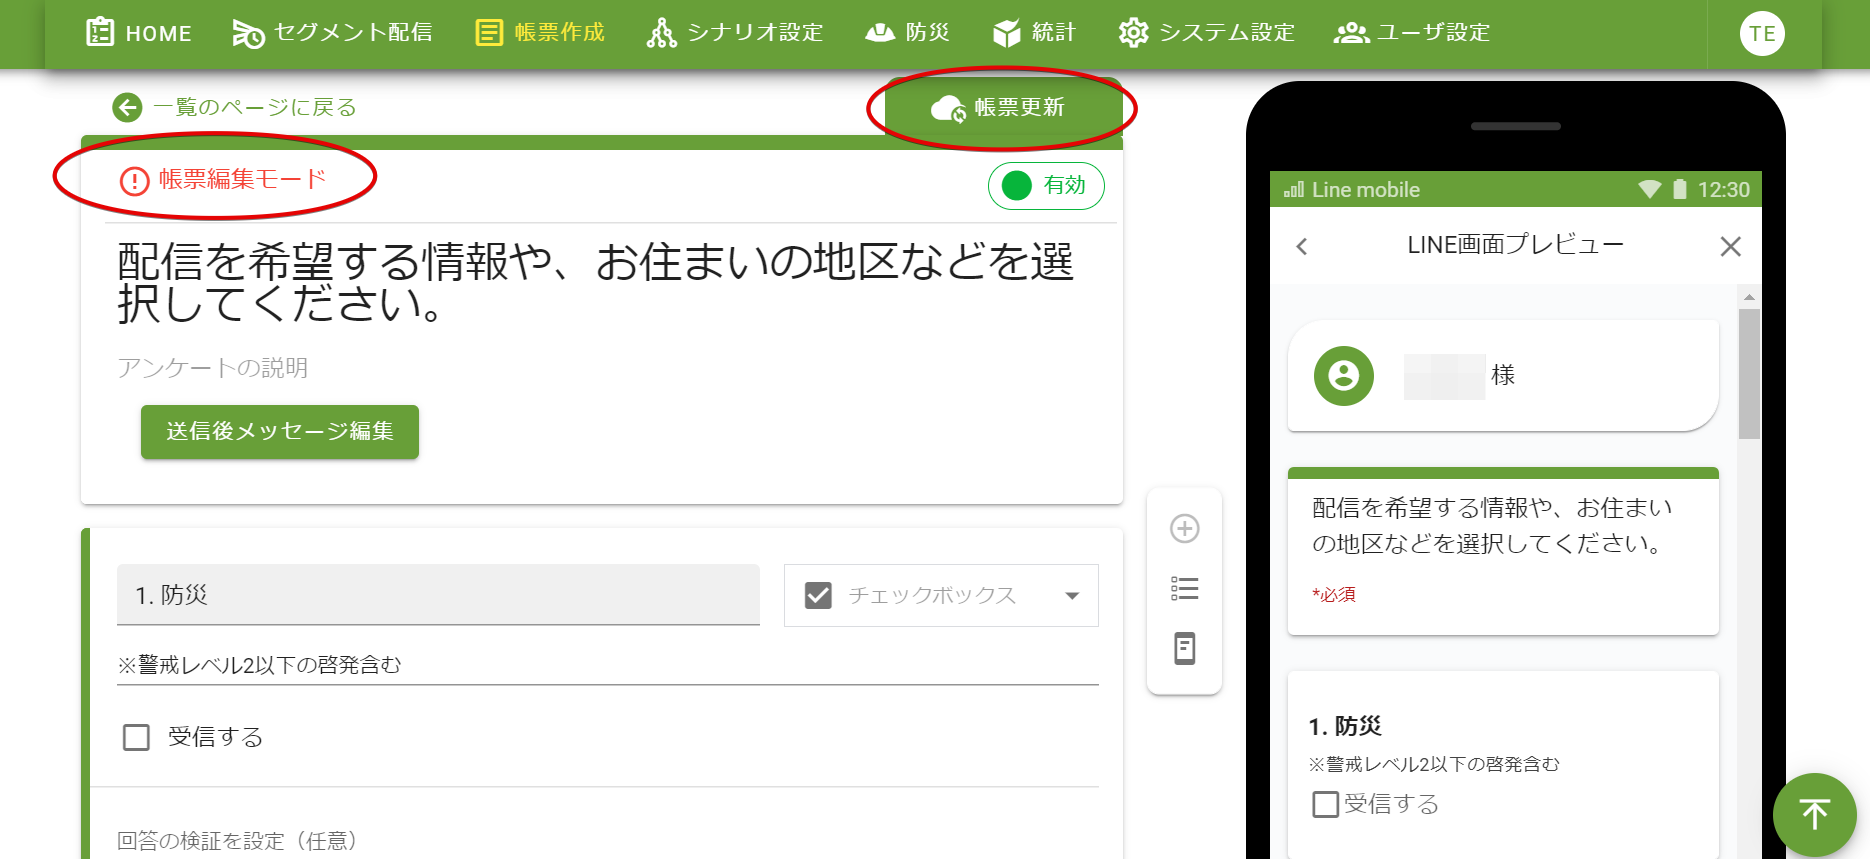 HOME セグメント配信 帳票作成 シナリオ設定 防災 統計 システム設定 ユーザ設定 TE
一覧のページに戻る
帳票更新
帳票編集モード
有効
配信を希望する情報や、お住まいの地区などを選
択してください。
アンケートの説明
送信後メッセージ編集
1. 防災
チェックボックス
※警戒レベル2以下の啓発含む
受信する
回答の検証を設定（任意）
Line mobile 12:30
LINE画面プレビュー
様
配信を希望する情報や、お住まい
の地区などを選択してください。
*必須
1. 防災
※警戒レベル2以下の啓発含む
受信する